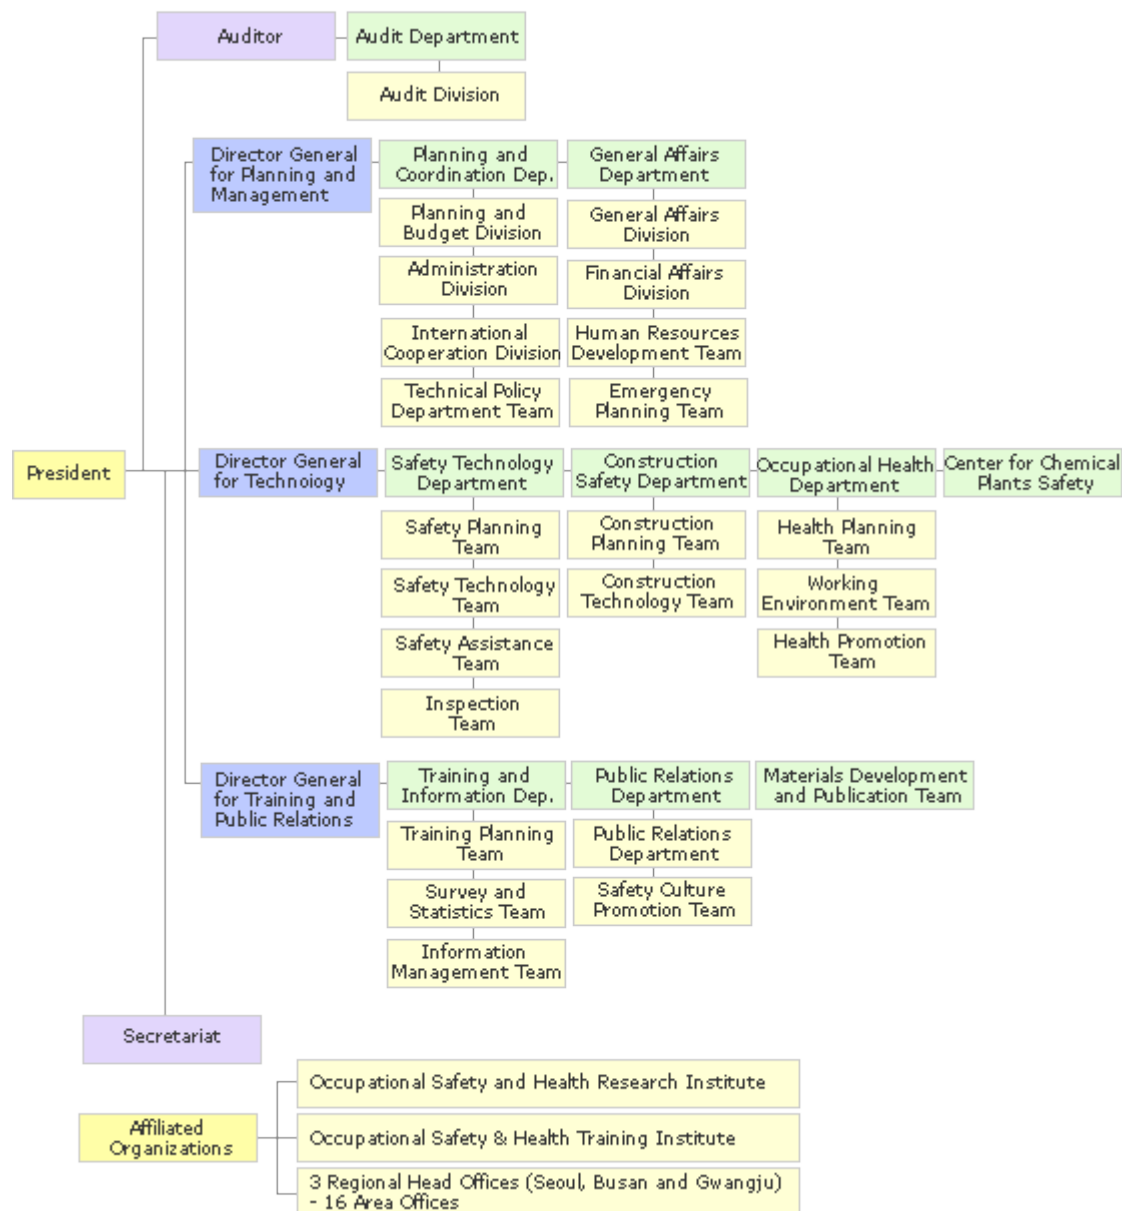 Auditor
Audit Department
Audit Division
Director General
for Planning and
Management
Planning and
Coordination Dep.
General Affairs
Department
Planning and
Budget Division
General Affairs
Division
Administration
Division
Financial Affairs
Division
International
Cooperation Division
Human Resources
Development Team
Technical Policy
Department Team
Emergency
Planning Team
President
Director General
for Technoiogy
Safety Technology
Department
Construction
Safety Department
Occupational Health
Department
Center for Chemical
Plants Safety
Safety Planning
Team
Construction
Planning Team
Health Planning
Team
Safety Technology
Team
Construction
Technology Team
Working
Environment Team
Safety Assistance
Team
Health Promotion
Team
Inspection
Team
Director General
for Training and
Public Relations
Training and
Information Dep.
Public Relations
Department
Materials Development
and Publication Team
Training Planning
Team
Public Relations
Department
Survey and
Statistics Team
Safety Culture
Promotion Team
Information
Management Team
Secretariat
Affiliated
Organizations
Occupational Safety and Health Research Institute
Occupational Safety & Health Training Institute
3 Regional Head Offices (Seoul, Busan and Gwangju)
- 16 Area Offices